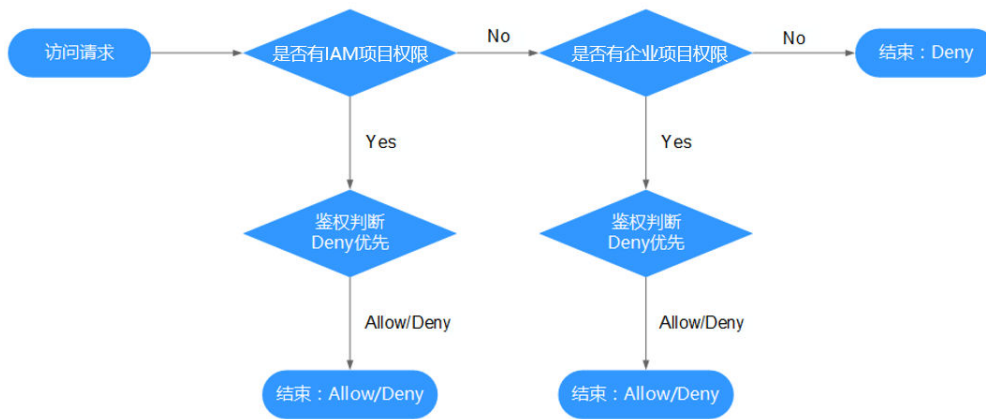 访问请求
是否有IAM项目权限
No
是否有企业项目权限
No
结束：Deny
Yes
Yes
鉴权判断
Deny优先
鉴权判断
Deny优先
Allow/Deny
Allow/Deny
结束：Allow/Deny
结束：Allow/Deny